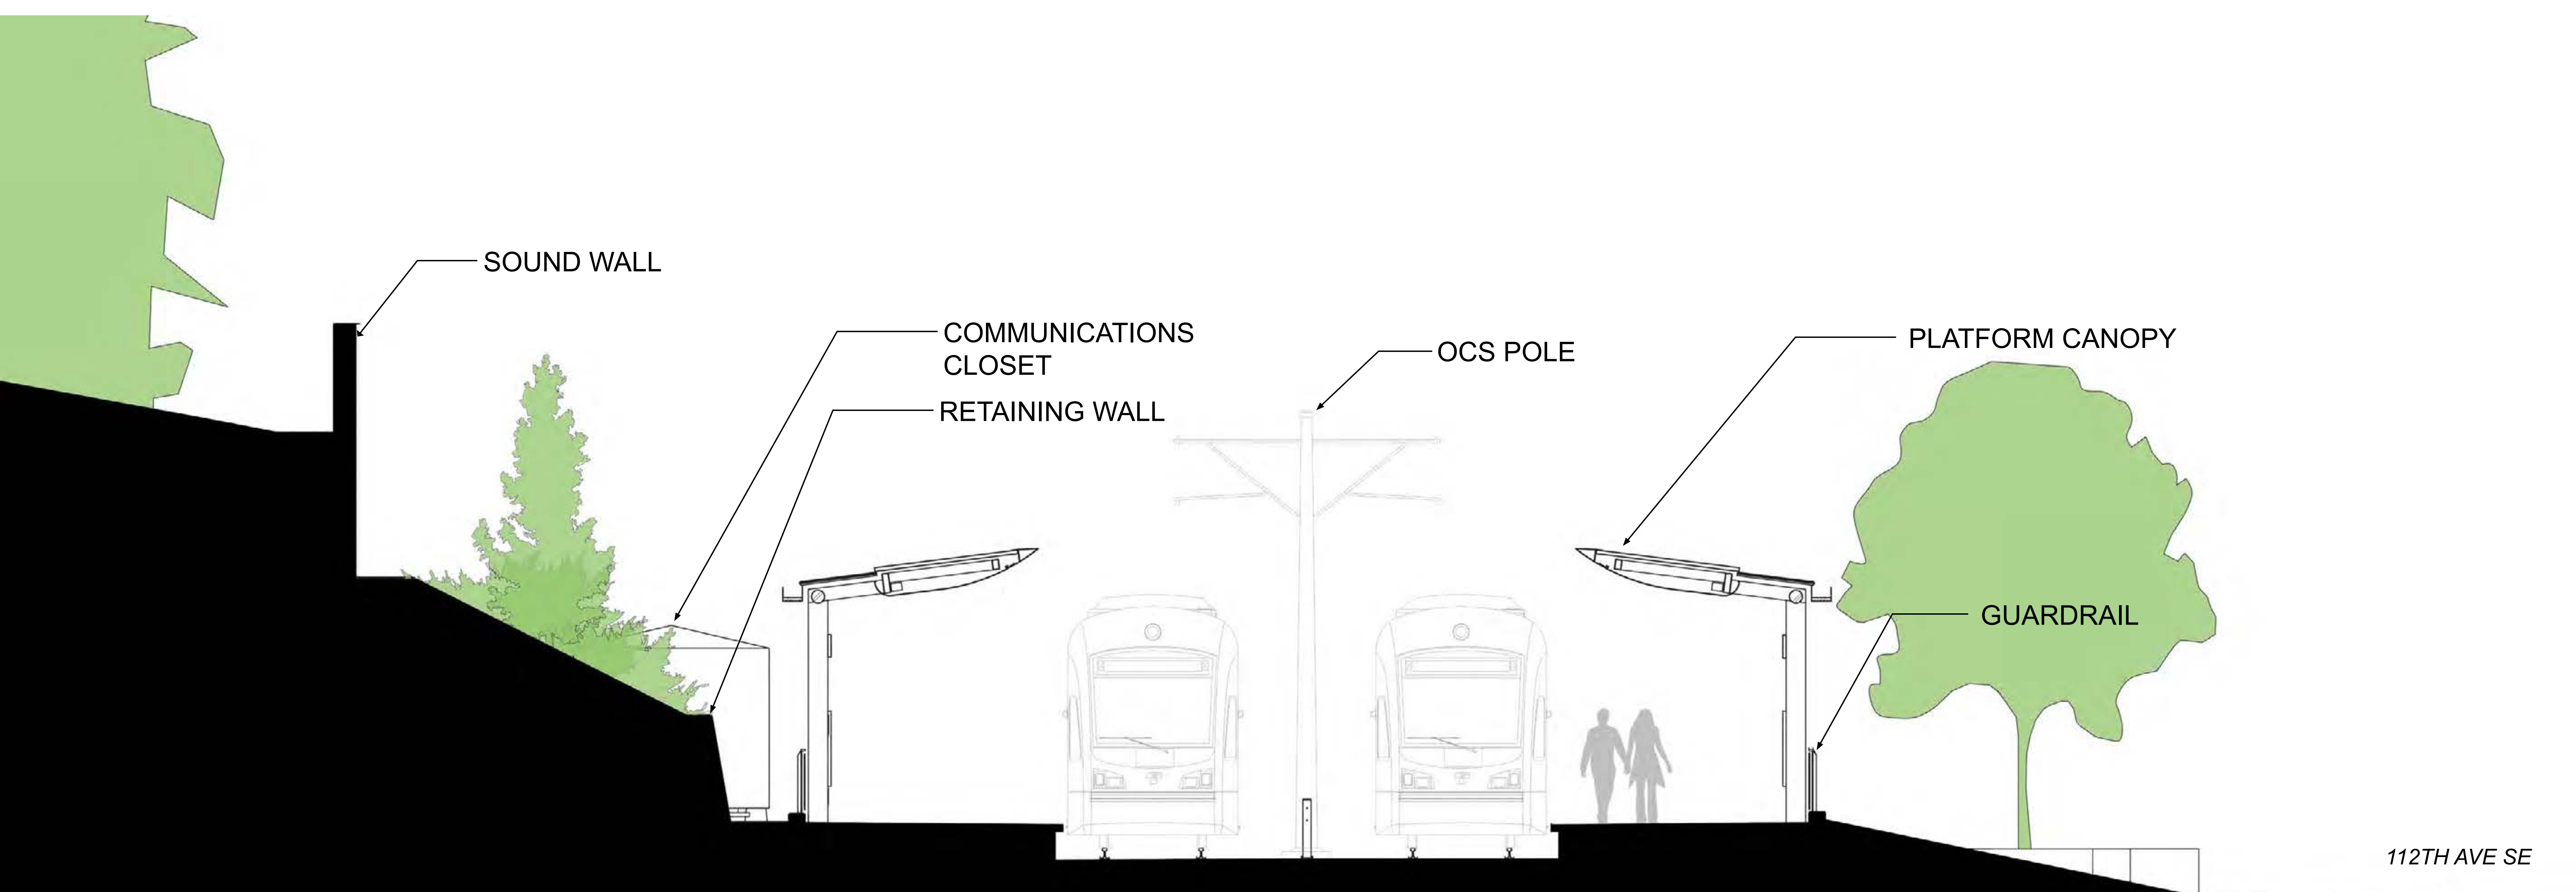 SOUND WALL
COMMUNICATIONS
CLOSET
RETAINING WALL
OCS POLE
PLATFORM CANOPY
GUARDRAIL
112TH AVE SE